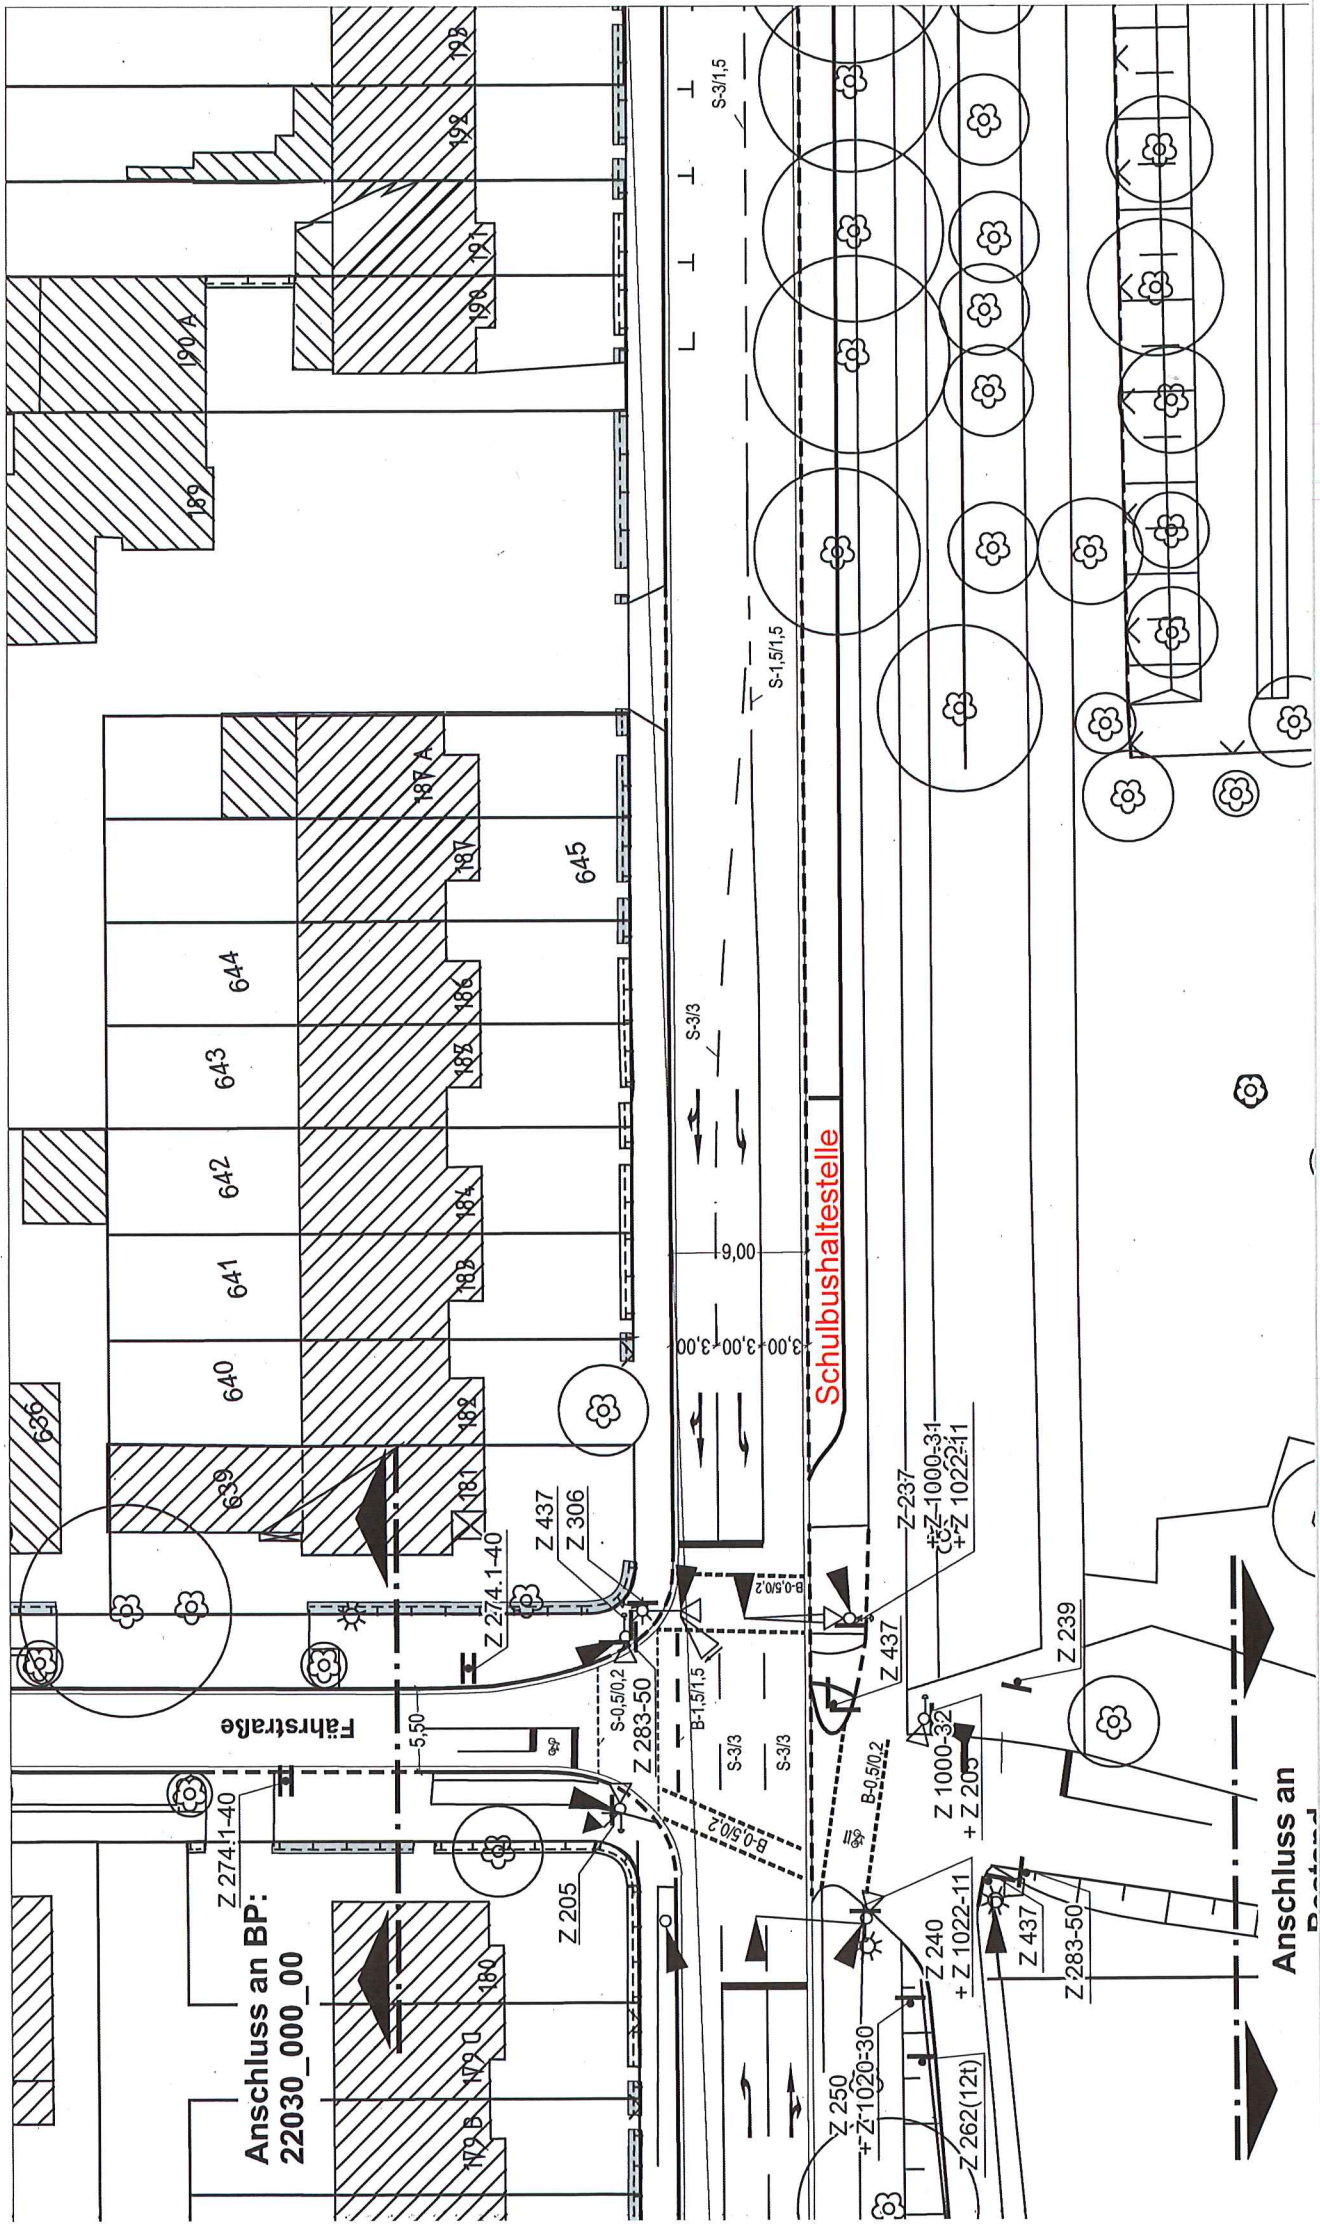 193
192
191
190
190 A
189
187 A
187
186
185
184
183
182
181
180
179 B
645
644
643
642
641
640
639
636
S-3/1,5
S-1,5/1,5
S-3/3
9,00
3,00
3,00
3,00
Schulbushaltestelle
Z 437
Z 306
Z 274.1-40
Fährstraße
5,50
S-0,5/0,2
Z 283-50
B-1,5/1,5
B-0,5/0,2
S-3/3
S-3/3
B-0,5/0,2
B-0,5/0,2
Z 237
+Z 1000-31
+Z 1022-11
Z 437
Z 239
Z 1000-32
+ Z 205
Z 274.1-40
Z 205
Anschluss an BP:
22030_000_00
Z 240
+ Z 1022-11
Z 437
Z 283-50
Z 250
+ Z 1020-30
Z 262(12t)
Anschluss an